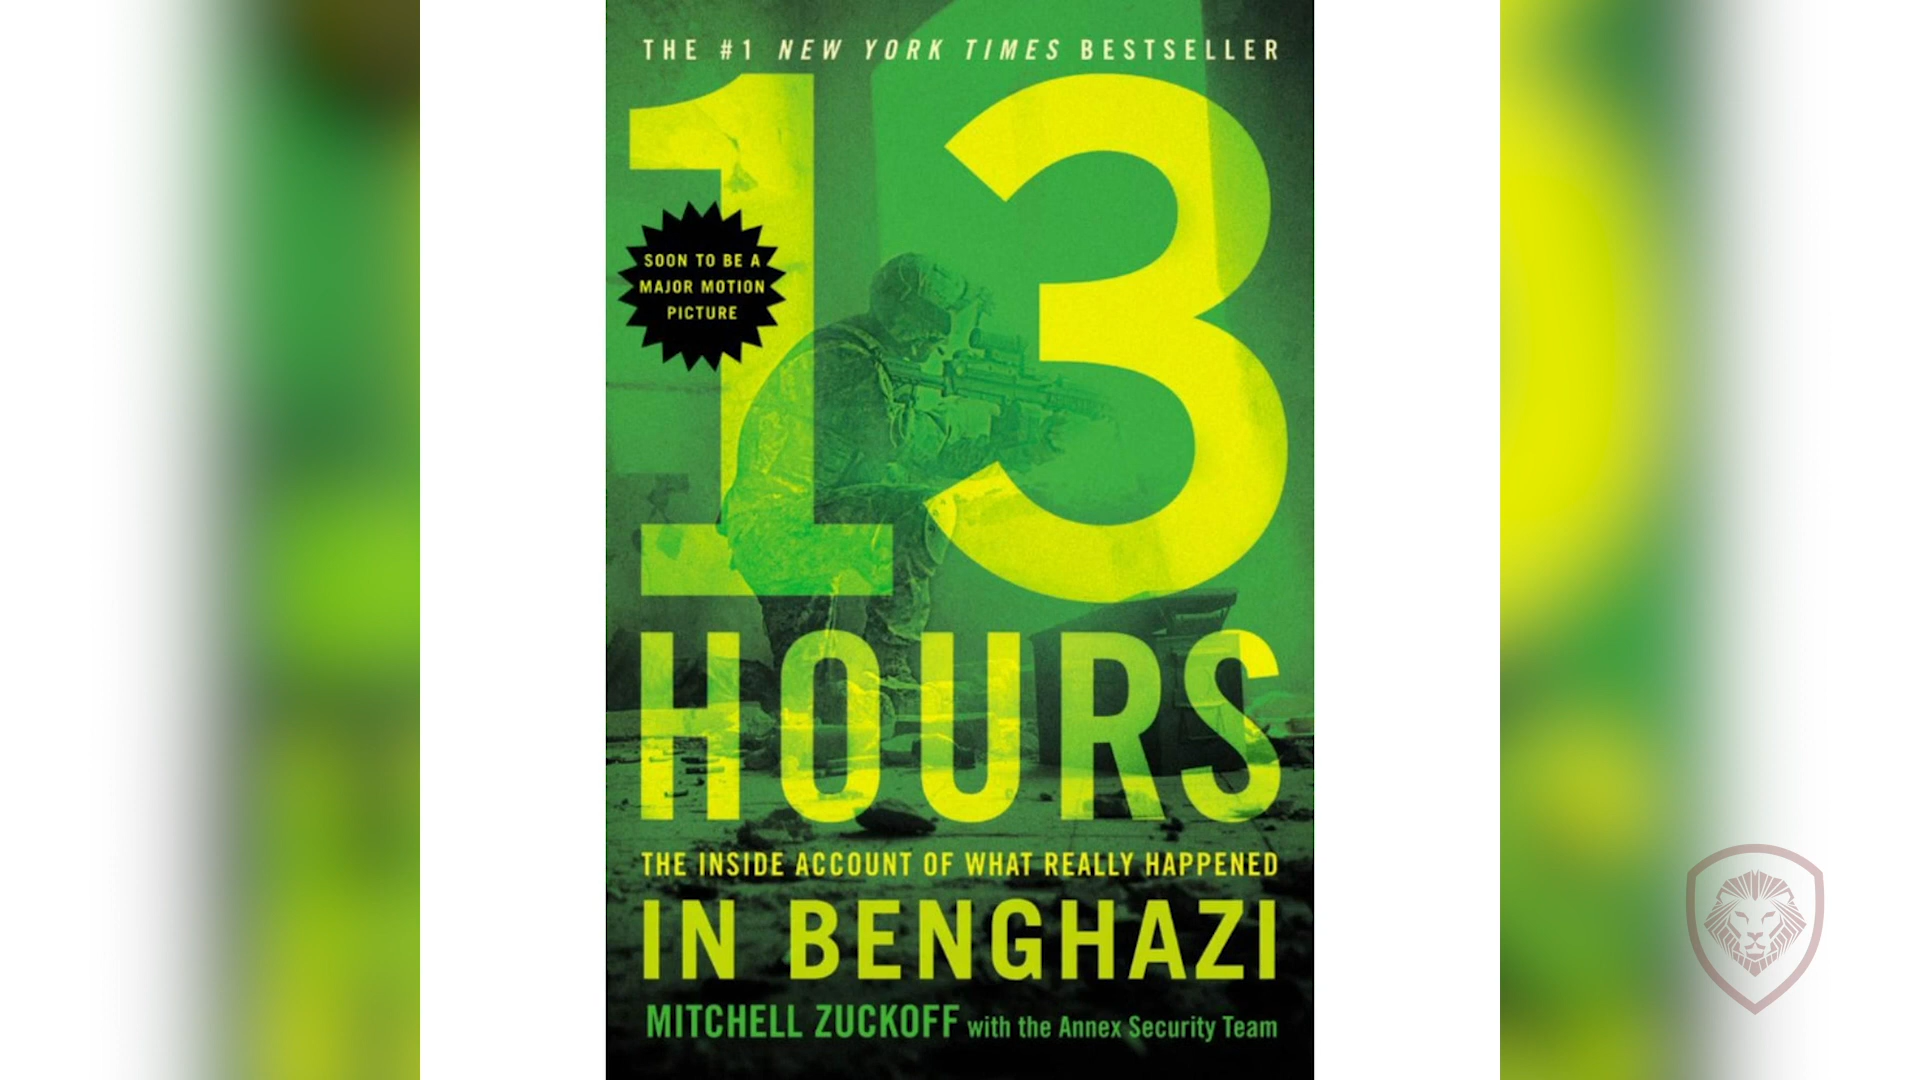 THE #1 NEW YORK TIMES BESTSELLER
13
SOON TO BE A
MAJOR MOTION
PICTURE
HOURS
THE INSIDE ACCOUNT OF WHAT REALLY HAPPENED
IN BENGHAZI
MITCHELL ZUCKOFF with the Annex Security Team